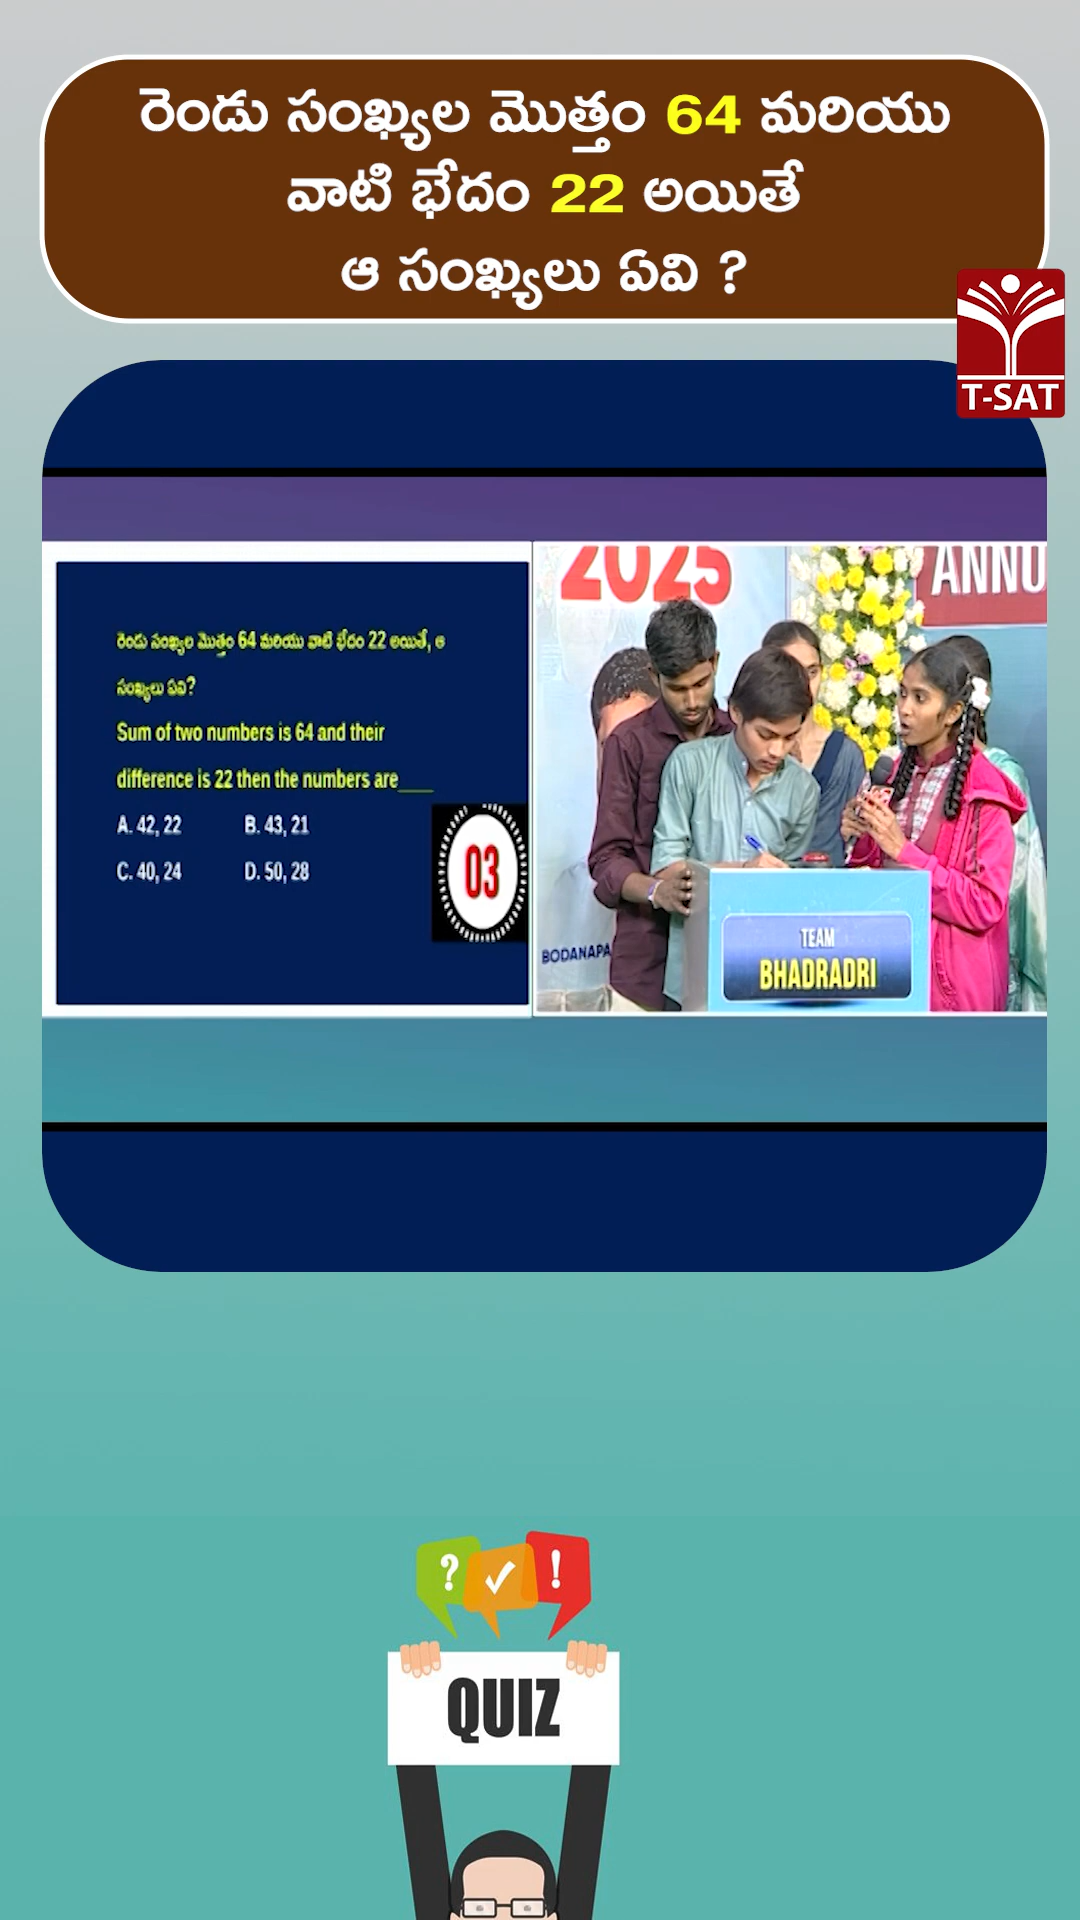 రెండు సంఖ్యల మొత్తం 64 మరియు
వాటి భేదం 22 అయితే
ఆ సంఖ్యలు ఏవి ?
T-SAT
రెండు సంఖ్యల మొత్తం 64 మరియు వాటి భేదం 22 అయితే, ఆ
సంఖ్యలు ఏవి?
Sum of two numbers is 64 and their
difference is 22 then the numbers are____
A. 42, 22 B. 43, 21
C. 40, 24 D. 50, 28
03
2025
ANNU
BODANAPA
TEAM
BHADRADRI
? ✓ !
QUIZ